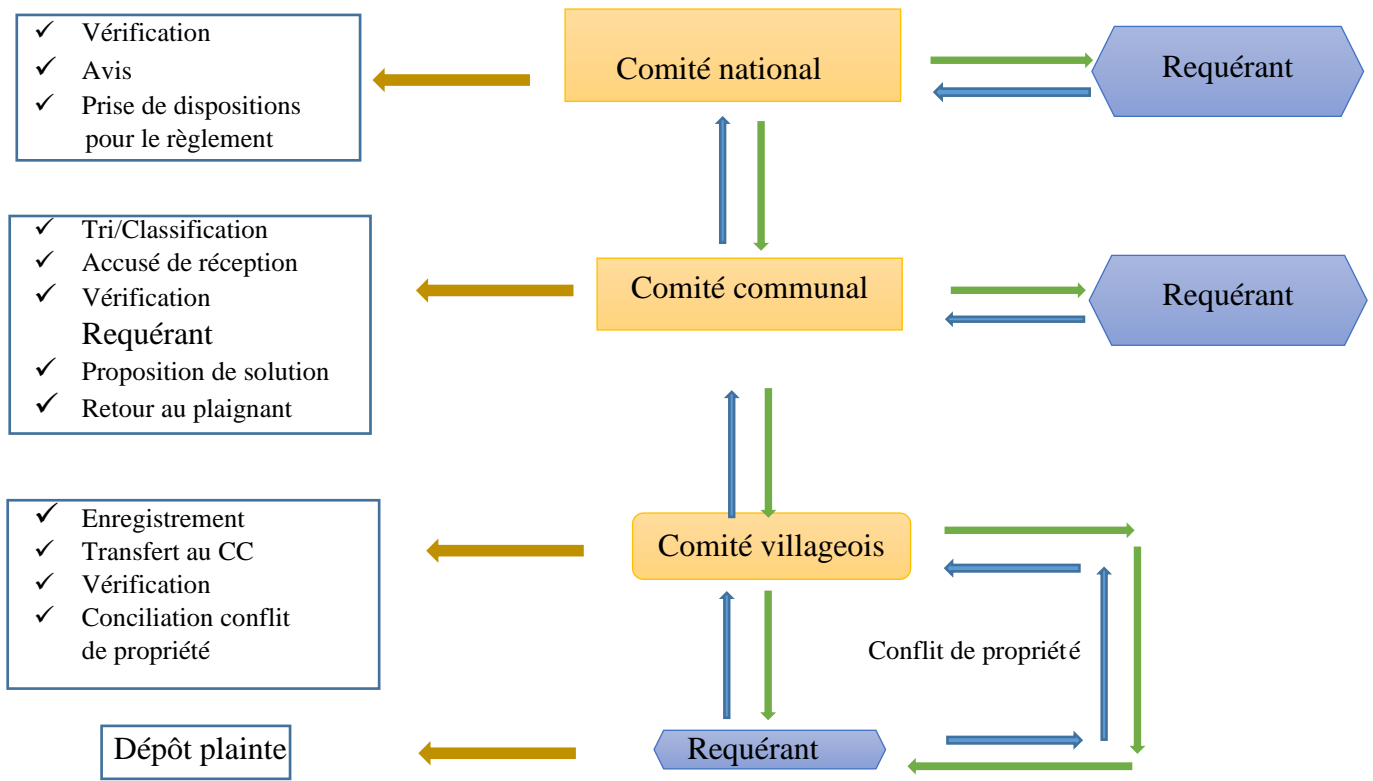 ✓ Vérification
✓ Avis
✓ Prise de dispositions
pour le règlement
Comité national
Requérant
✓ Tri/Classification
✓ Accusé de réception
✓ Vérification
Requérant
✓ Proposition de solution
✓ Retour au plaignant
Comité communal
Requérant
✓ Enregistrement
✓ Transfert au CC
✓ Vérification
✓ Conciliation conflit
de propriété
Comité villageois
Conflit de propriété
Dépôt plainte
Requérant